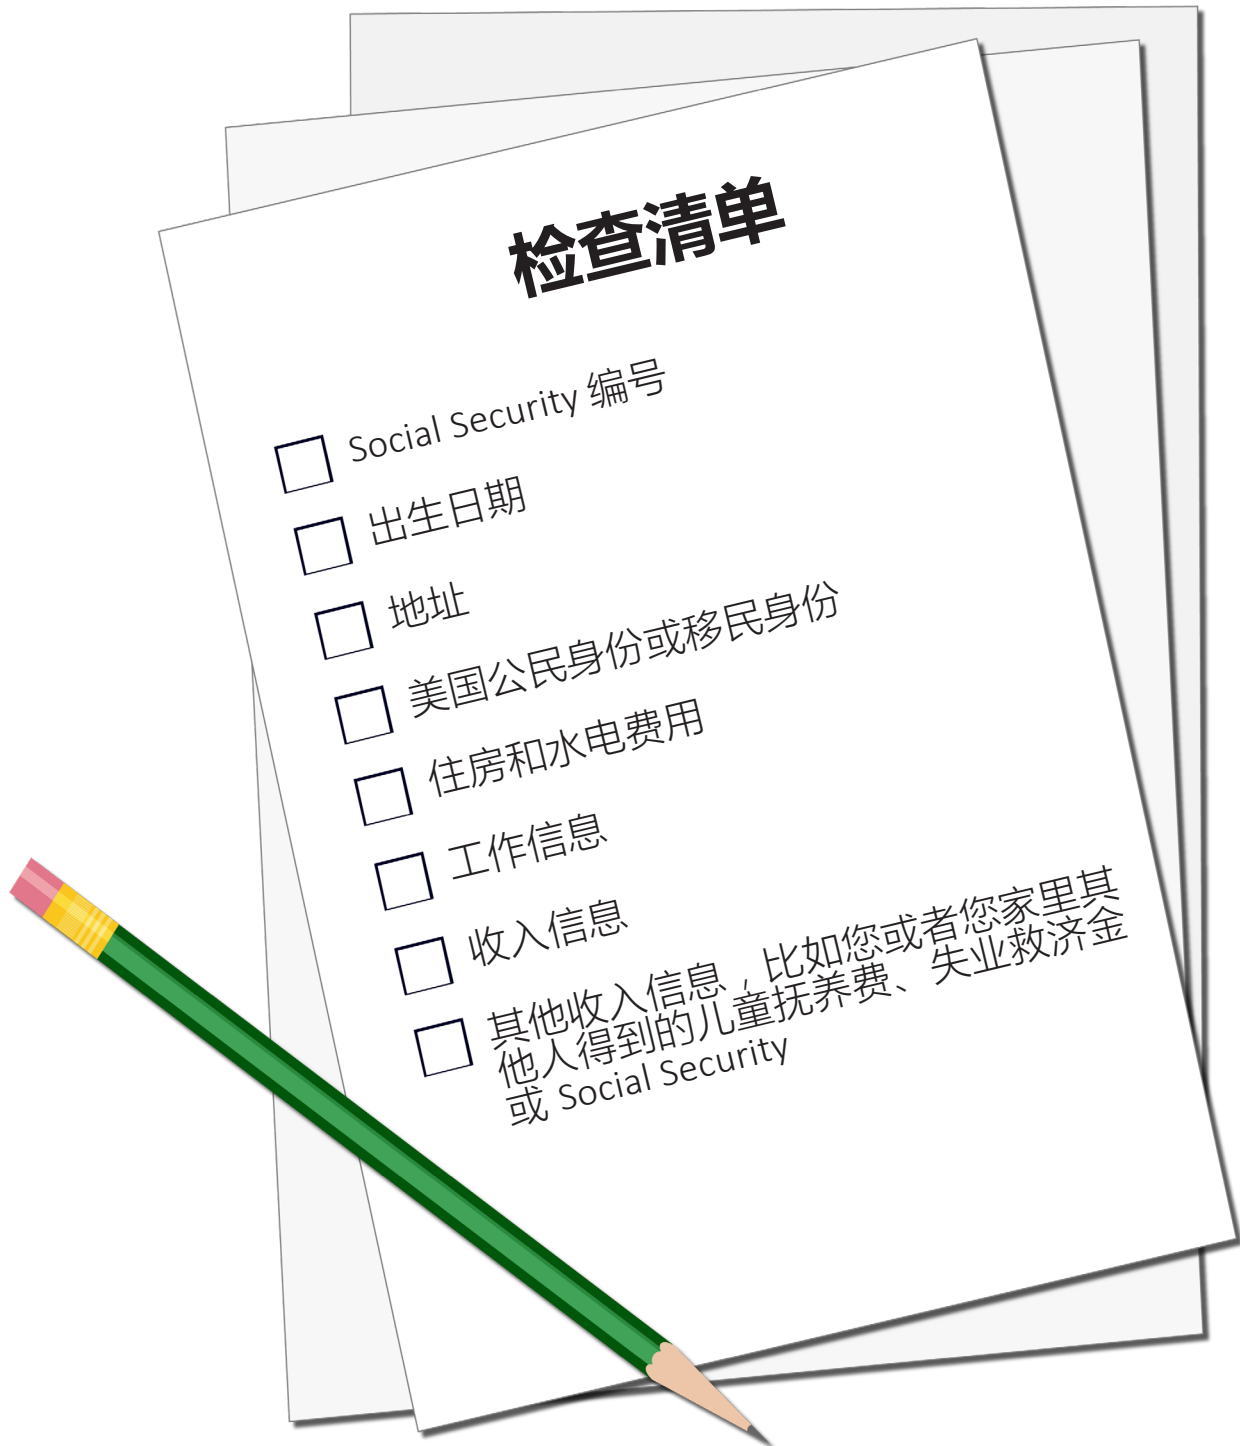 检查清单
Social Security 编号
出生日期
地址
美国公民身份或移民身份
住房和水电费用
工作信息
收入信息
其他收入信息，比如您或者您家里其
他人得到的儿童抚养费、失业救济金
或 Social Security